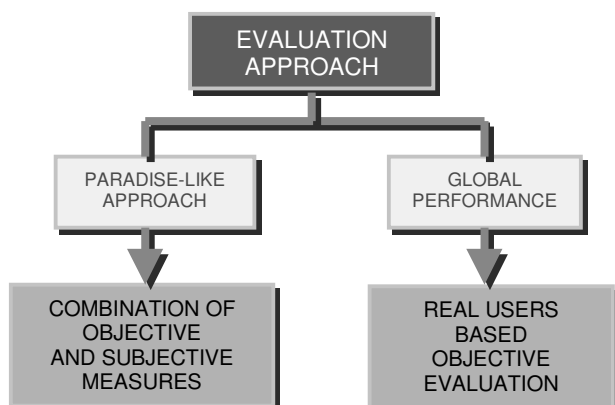 EVALUATION
APPROACH
PARADISE-LIKE
APPROACH
GLOBAL
PERFORMANCE
COMBINATION OF
OBJECTIVE
AND SUBJECTIVE
MEASURES
REAL USERS
BASED
OBJECTIVE
EVALUATION